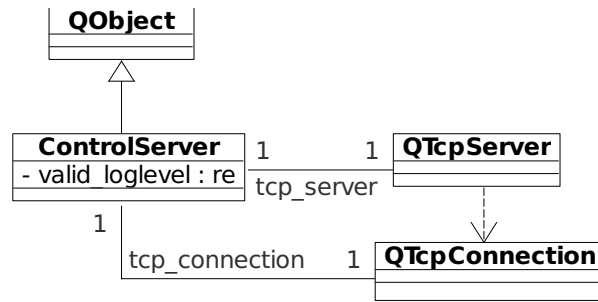 QObject
ControlServer
- valid_loglevel : re
1
1
QTcpServer
tcp_server
1
tcp_connection
1
QTcpConnection